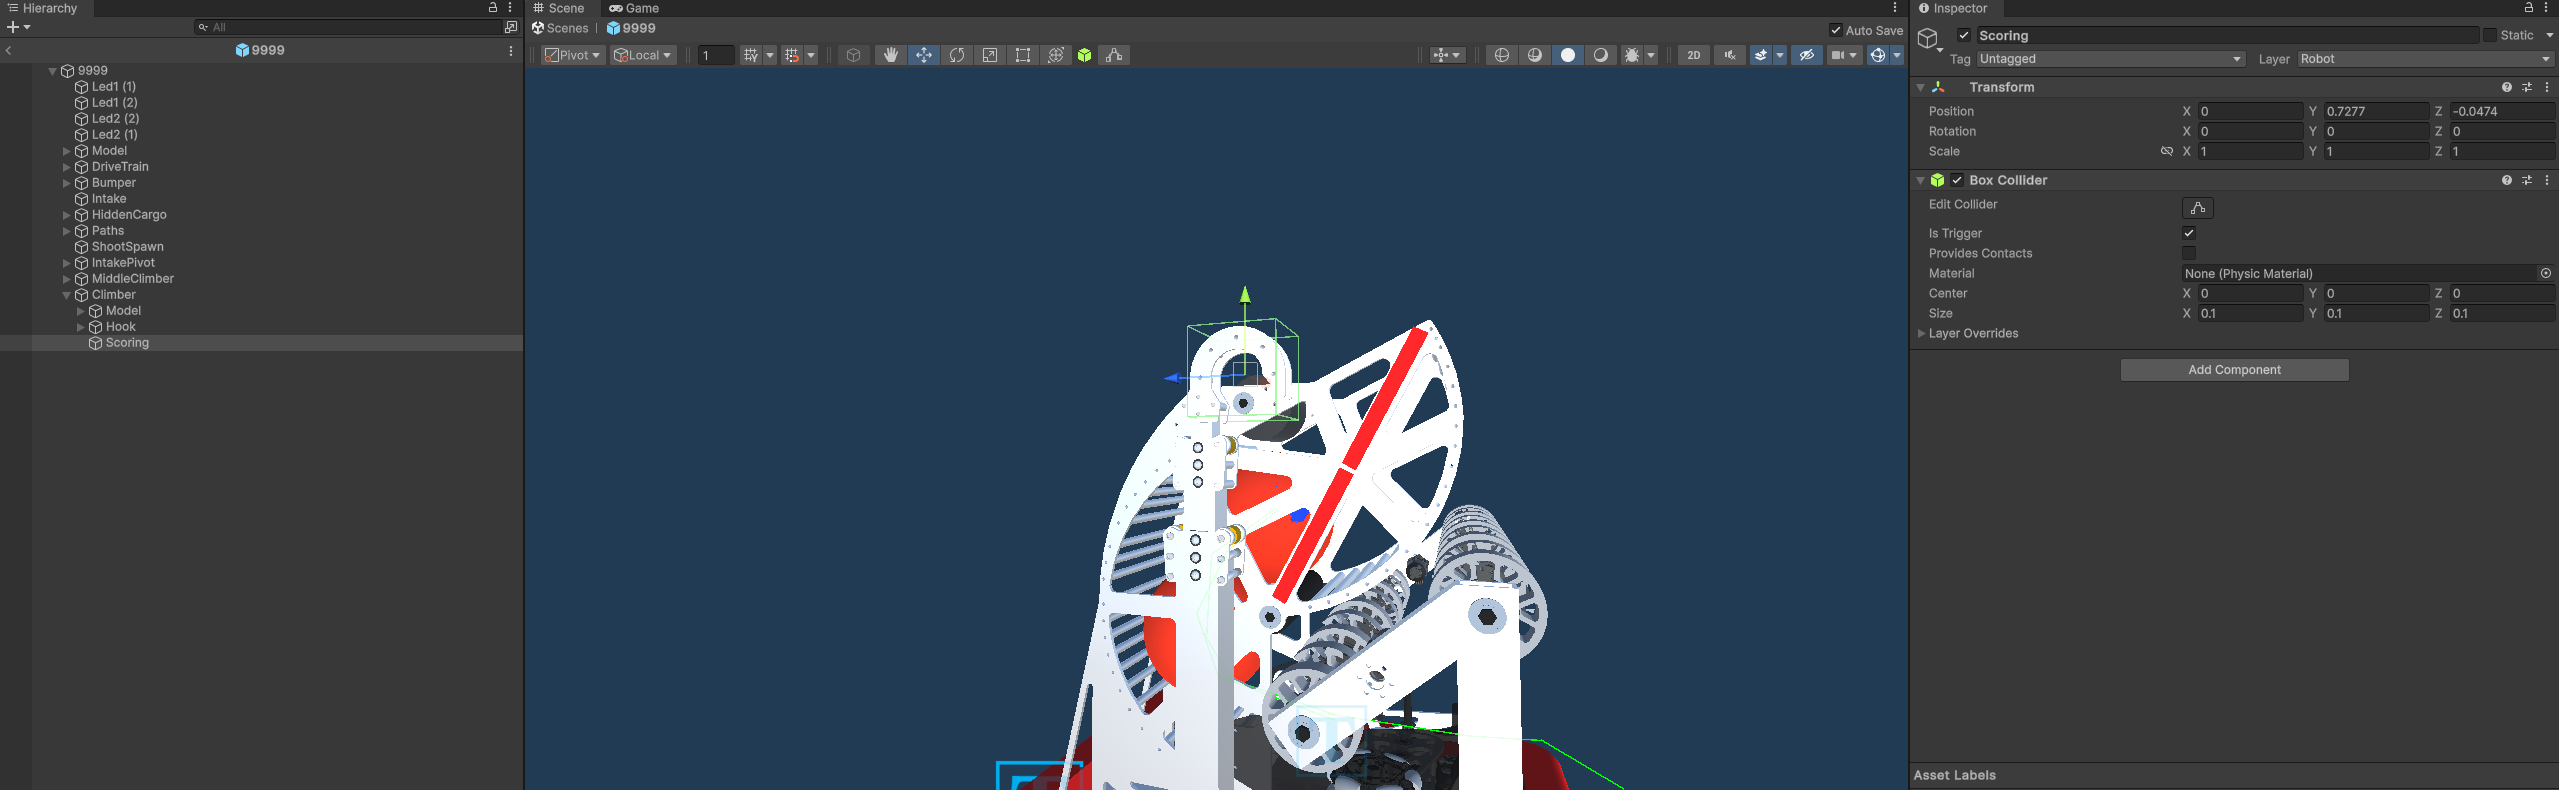 Hierarchy
All
9999
9999
Led1 (1)
Led1 (2)
Led2 (2)
Led2 (1)
Model
DriveTrain
Bumper
Intake
HiddenCargo
Paths
ShootSpawn
IntakePivot
MiddleClimber
Climber
Model
Hook
Scoring
Scene Game
Scenes | 9999 Auto Save
Pivot Local 1 2D
Inspector
Scoring Static
Tag Untagged Layer Robot
Transform
Position X 0 Y 0.7277 Z -0.0474
Rotation X 0 Y 0 Z 0
Scale X 1 Y 1 Z 1
Box Collider
Edit Collider
Is Trigger
Provides Contacts
Material None (Physic Material)
Center X 0 Y 0 Z 0
Size X 0.1 Y 0.1 Z 0.1
Layer Overrides
Add Component
Asset Labels